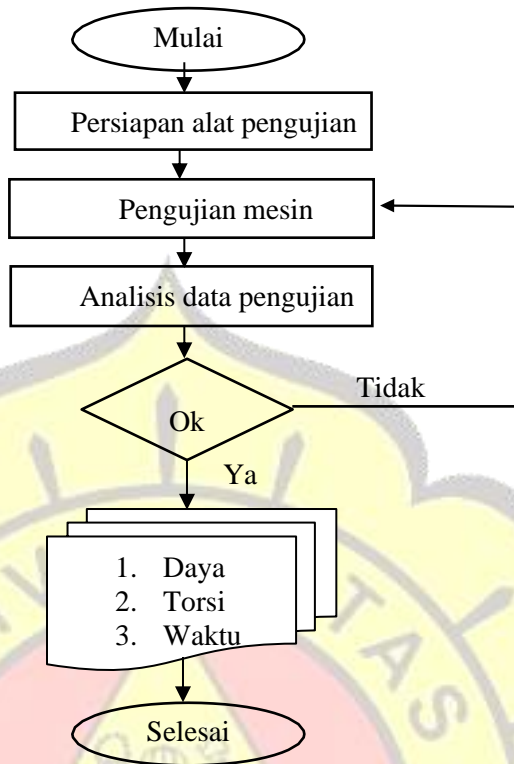 Mulai
Persiapan alat pengujian
Pengujian mesin
Analisis data pengujian
Tidak
Ok
Ya
1. Daya
2. Torsi
3. Waktu
Selesai